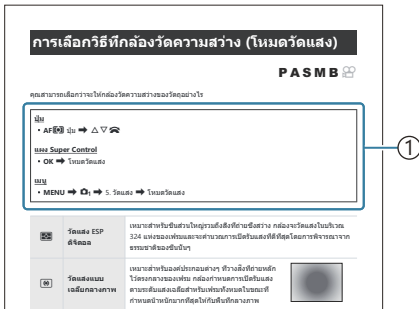 การเลือกวิธีที่กล้องวัดความสว่าง (โหมดวัดแสง)
PASMB
คุณสามารถเลือกว่าจะให้กล้องวัดความสว่างของวัตถุอย่างไร
ปุ่ม
• AF ปุ่ม ➡ △▽
แผง Super Control
• OK ➡ โหมดวัดแสง
เมนู
• MENU ➡ 1 ➡ 5. วัดแสง ➡ โหมดวัดแสง
1
วัดแสง ESP
ดิจิตอล
เหมาะสำหรับซีนส่วนใหญ่รวมถึงสิ่งที่ถ่ายซึ่งสว่าง กล้องจะวัดแสงในบริเวณ
324 แห่งของเฟรมและจะคำนวณการเปิดรับแสงที่ดีที่สุดโดยการพิจารณาจาก
ธรรมชาติของซีนนั้นๆ
วัดแสงแบบ
เฉลี่ยกลางภาพ
เหมาะสำหรับองค์ประกอบต่างๆ ที่วางสิ่งที่ถ่ายหลัก
ไว้ตรงกลางของเฟรม กล้องกำหนดการเปิดรับแสง
ตามระดับแสงเฉลี่ยสำหรับเฟรมทั้งหมดในขณะที่
กำหนดน้ำหนักมากที่สุดให้กับพื้นที่กลางภาพ